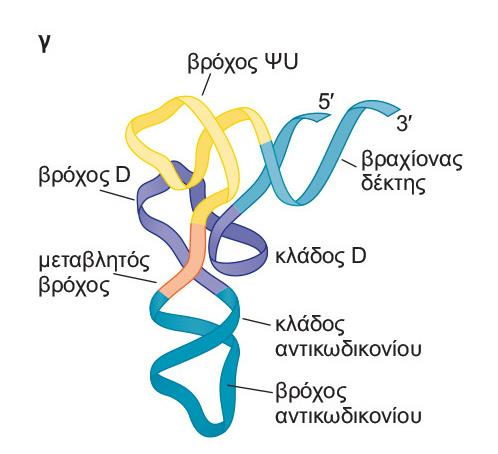 γ
βρόχος ΨU
5′
3′
βραχίονας
δέκτης
βρόχος D
κλάδος D
μεταβλητός
βρόχος
κλάδος
αντικωδικονίου
βρόχος
αντικωδικονίου